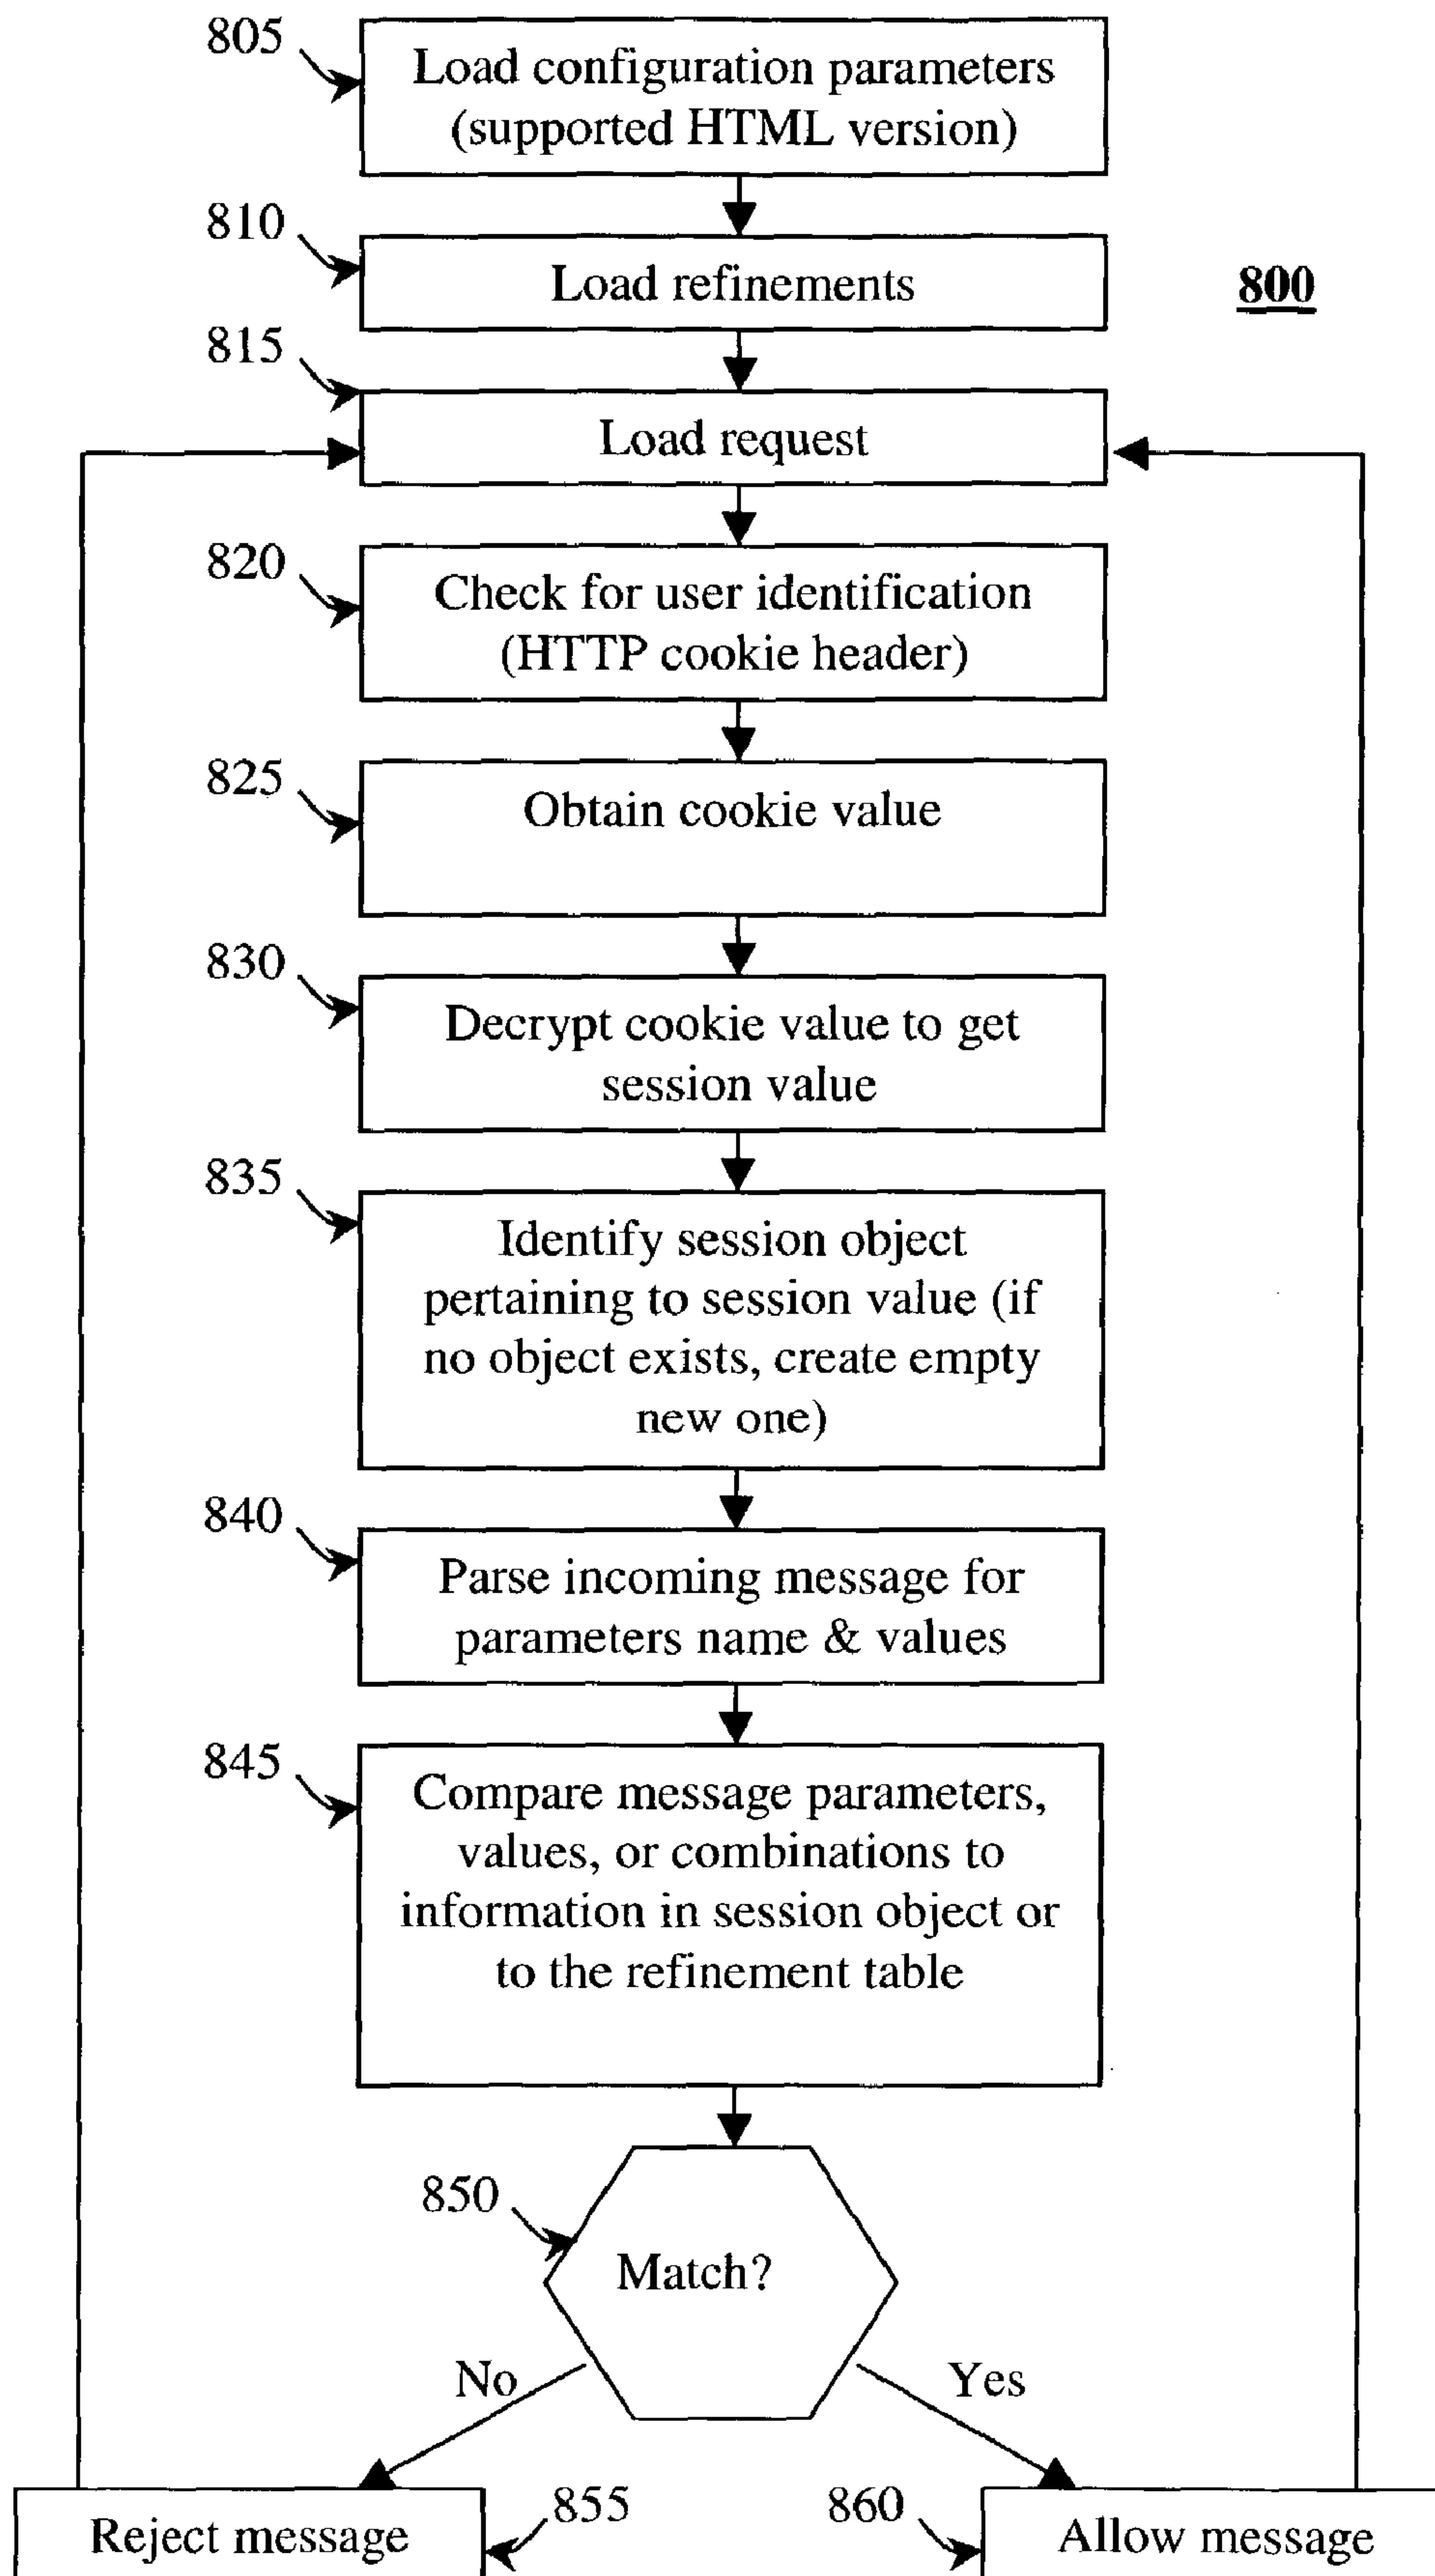 805
Load configuration parameters
(supported HTML version)
810
Load refinements
800
815
Load request
820
Check for user identification
(HTTP cookie header)
825
Obtain cookie value
830
Decrypt cookie value to get
session value
835
Identify session object
pertaining to session value (if
no object exists, create empty
new one)
840
Parse incoming message for
parameters name & values
845
Compare message parameters,
values, or combinations to
information in session object or
to the refinement table
850
Match?
No
Yes
855
860
Reject message
Allow message